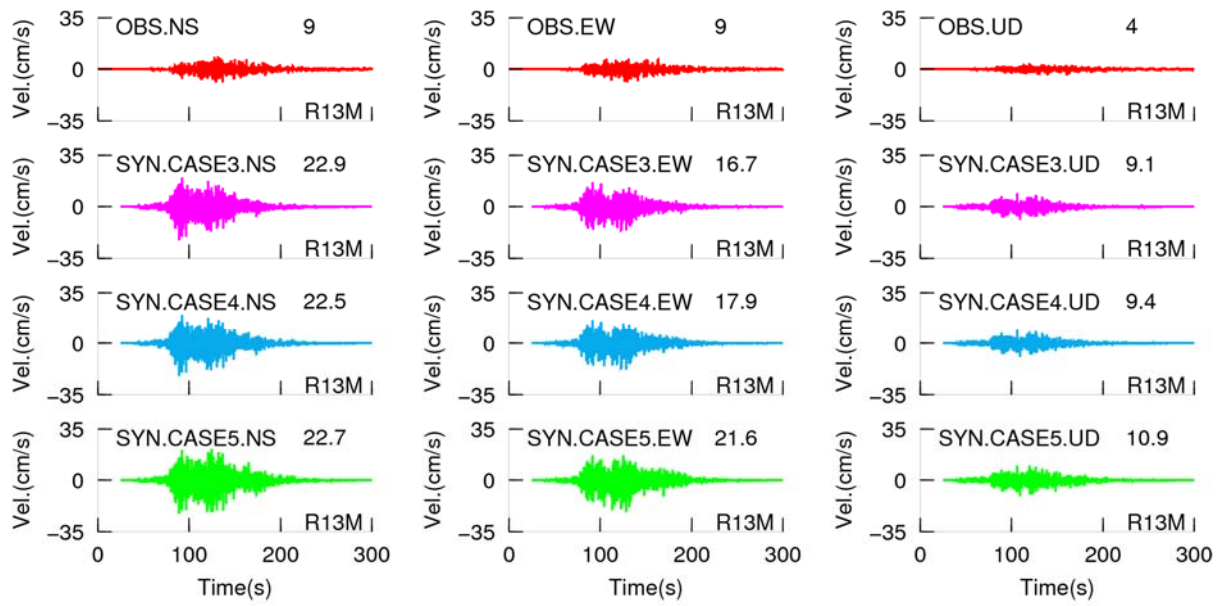 35 OBS.NS 9 35 OBS.EW 9 35 OBS.UD 4
Vel.(cm/s) 0 Vel.(cm/s) 0 Vel.(cm/s) 0
−35 R13M −35 R13M −35 R13M
35 SYN.CASE3.NS 22.9 35 SYN.CASE3.EW 16.7 35 SYN.CASE3.UD 9.1
Vel.(cm/s) 0 Vel.(cm/s) 0 Vel.(cm/s) 0
−35 R13M −35 R13M −35 R13M
35 SYN.CASE4.NS 22.5 35 SYN.CASE4.EW 17.9 35 SYN.CASE4.UD 9.4
Vel.(cm/s) 0 Vel.(cm/s) 0 Vel.(cm/s) 0
−35 R13M −35 R13M −35 R13M
35 SYN.CASE5.NS 22.7 35 SYN.CASE5.EW 21.6 35 SYN.CASE5.UD 10.9
Vel.(cm/s) 0 Vel.(cm/s) 0 Vel.(cm/s) 0
−35 R13M −35 R13M −35 R13M
0 100 200 300 0 100 200 300 0 100 200 300
Time(s) Time(s) Time(s)